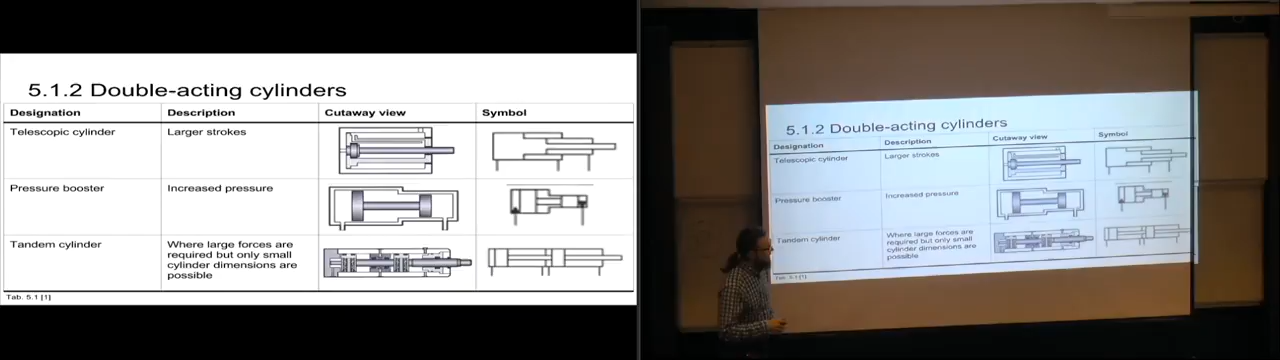 5.1.2 Double-acting cylinders
Designation Description Cutaway view Symbol
Telescopic cylinder Larger strokes
Pressure booster Increased pressure
Tandem cylinder Where large forces are
required but only small
cylinder dimensions are
possible
Tab. 5.1 [1]
5.1.2 Double-acting cylinders
Designation Description Cutaway view Symbol
Telescopic cylinder Larger strokes
Pressure booster Increased pressure
Tandem cylinder Where large forces are
required but only small
cylinder dimensions are
possible
Tab. 5.1 [1]